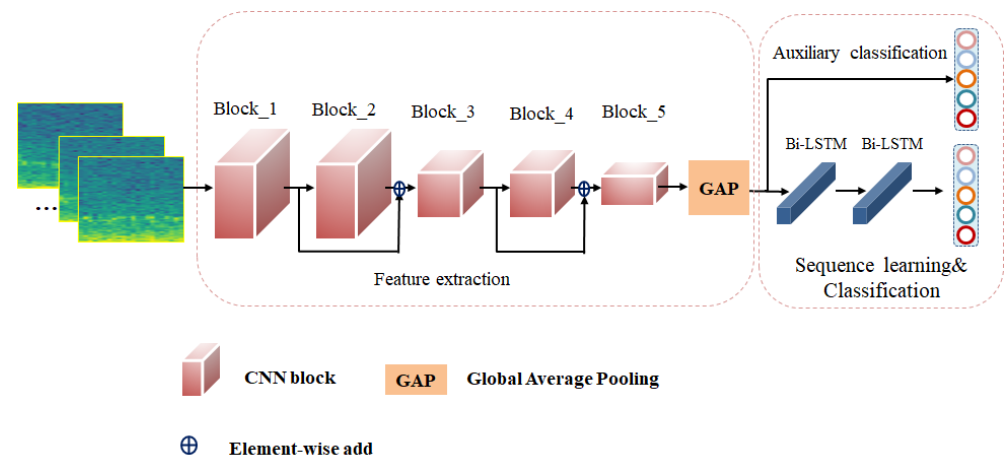 Block_1
Block_2
Block_3
Block_4
Block_5
...
GAP
Feature extraction
Auxiliary classification
Bi-LSTM
Bi-LSTM
Sequence learning&
Classification
CNN block
GAP
Global Average Pooling
Element-wise add